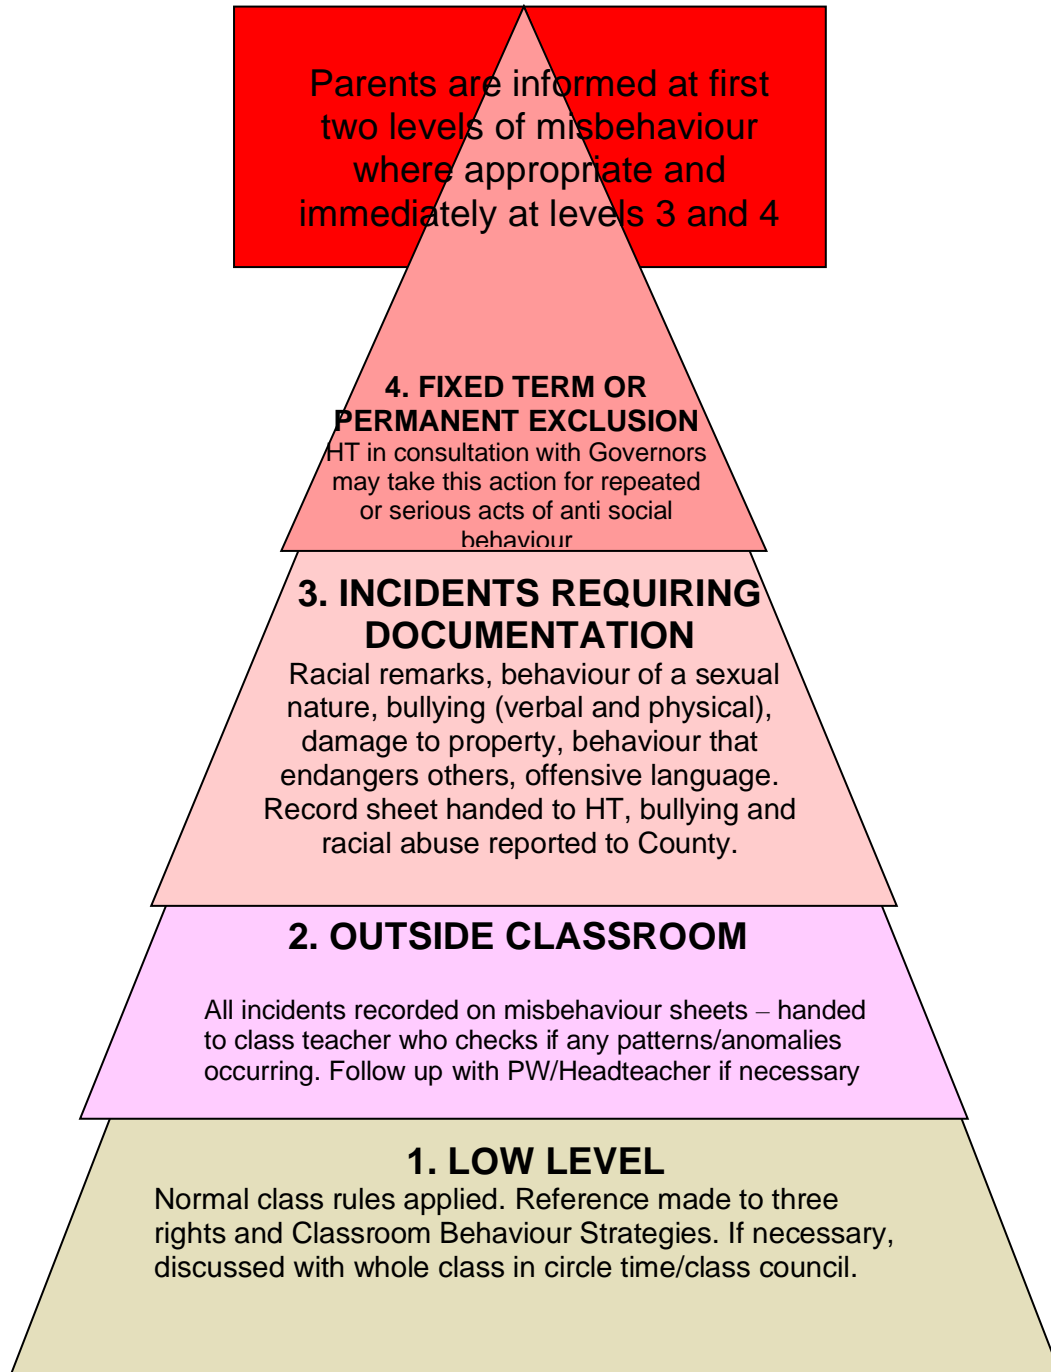 Parents are informed at first
two levels of misbehaviour
where appropriate and
immediately at levels 3 and 4
4. FIXED TERM OR
PERMANENT EXCLUSION
HT in consultation with Governors
may take this action for repeated
or serious acts of anti social
behaviour
3. INCIDENTS REQUIRING
DOCUMENTATION
Racial remarks, behaviour of a sexual
nature, bullying (verbal and physical),
damage to property, behaviour that
endangers others, offensive language.
Record sheet handed to HT, bullying and
racial abuse reported to County.
2. OUTSIDE CLASSROOM
All incidents recorded on misbehaviour sheets – handed
to class teacher who checks if any patterns/anomalies
occurring. Follow up with PW/Headteacher if necessary
1. LOW LEVEL
Normal class rules applied. Reference made to three
rights and Classroom Behaviour Strategies. If necessary,
discussed with whole class in circle time/class council.